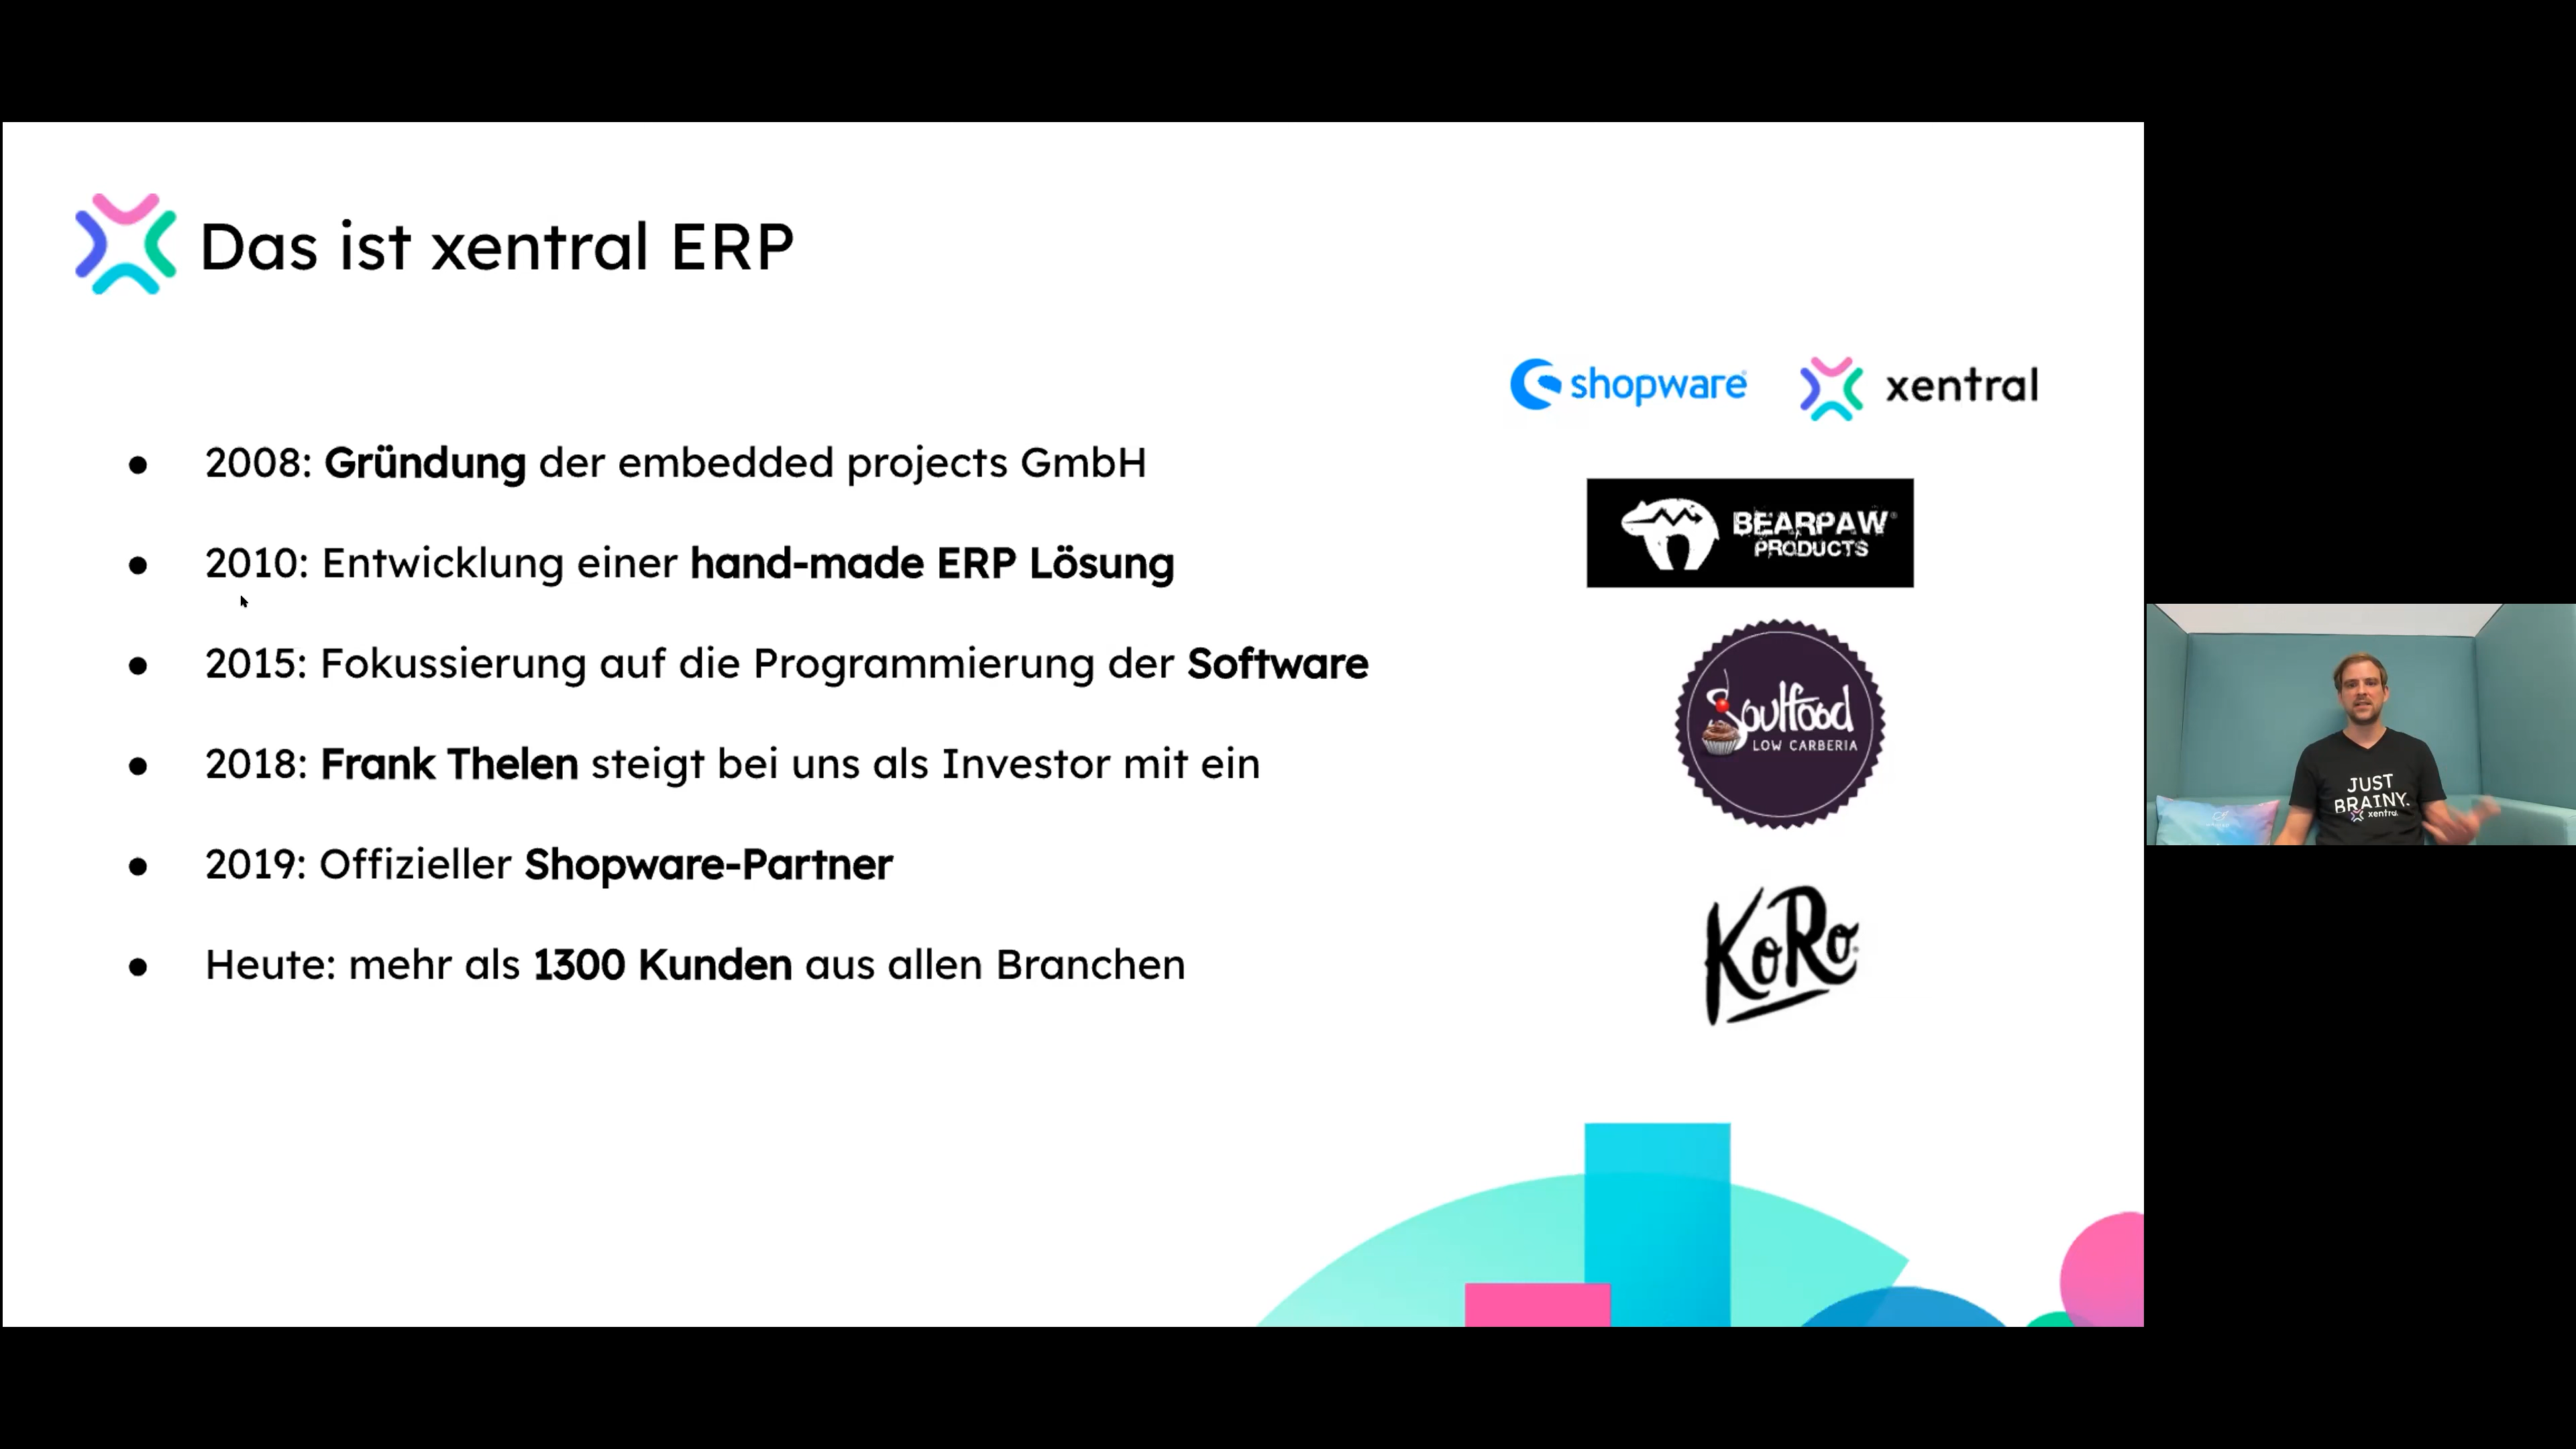 Das ist xentral ERP
shopware
xentral
● 2008: Gründung der embedded projects GmbH
● 2010: Entwicklung einer hand-made ERP Lösung
● 2015: Fokussierung auf die Programmierung der Software
● 2018: Frank Thelen steigt bei uns als Investor mit ein
● 2019: Offizieller Shopware-Partner
● Heute: mehr als 1300 Kunden aus allen Branchen
BEARPAW®
PRODUCTS
Soulfood
LOW CARBERIA
KoRo
JUST
BRAINY.
xentral